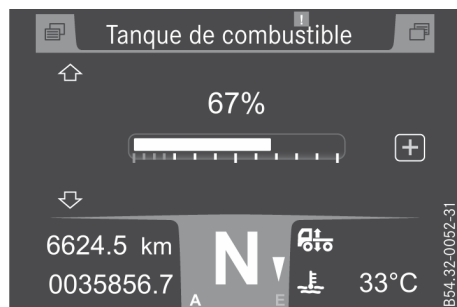 !
Tanque de combustible
67%
+
6624.5 km
0035856.7
N
A
E
33°C
B54.32-0052-31